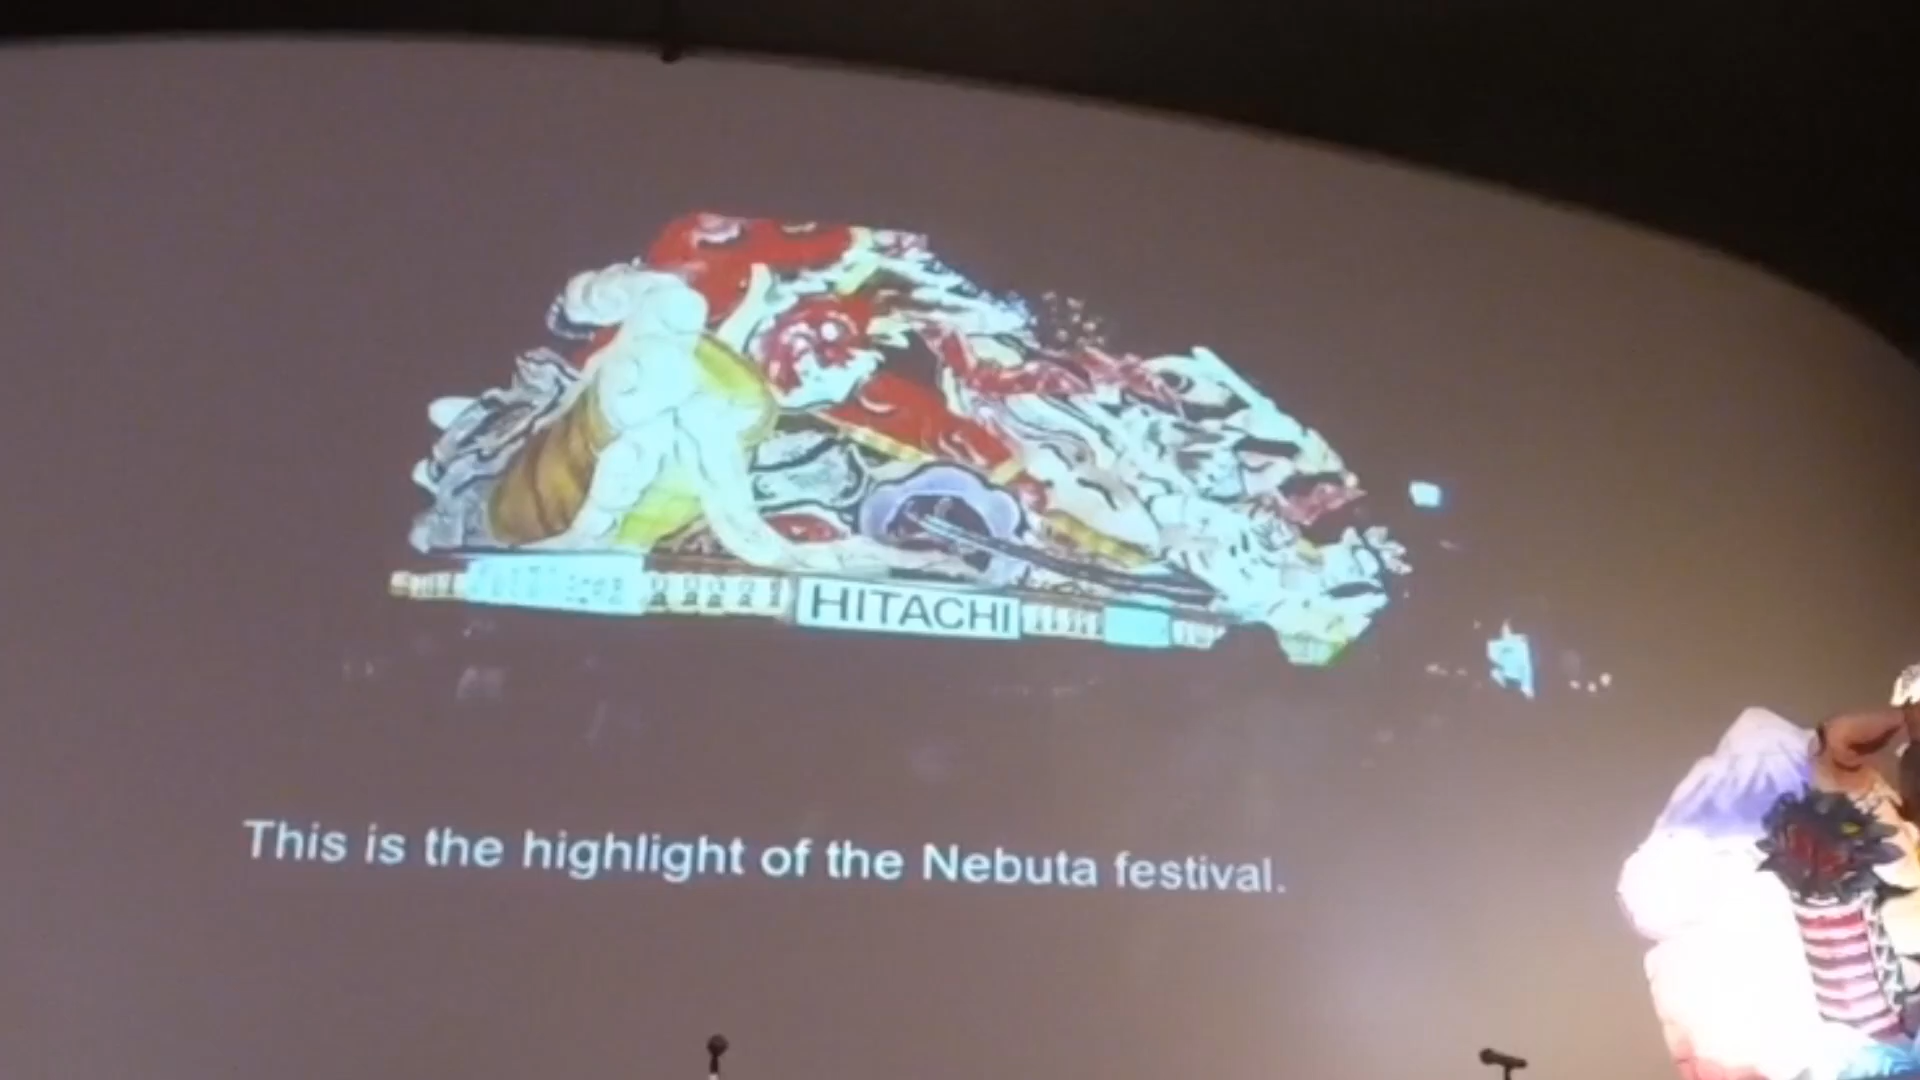 HITACHI
This is the highlight of the Nebuta festival.